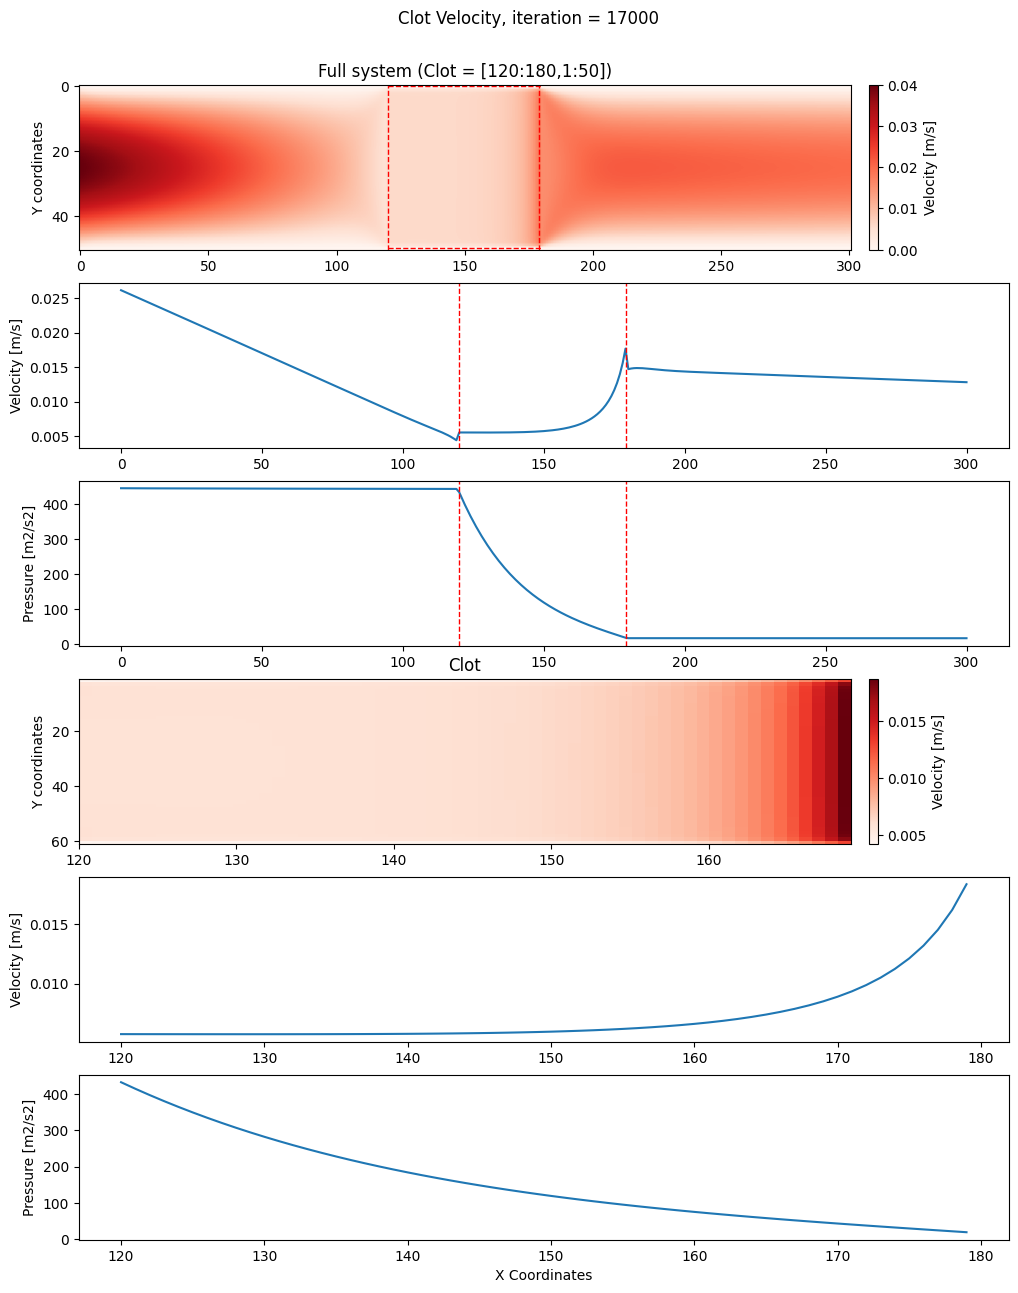 Clot Velocity, iteration = 17000
Full system (Clot = [120:180,1:50])
Y coordinates
0
20
40
0 50 100 150 200 250 300
0.04
0.03
0.02
0.01
0.00
Velocity [m/s]
Velocity [m/s]
0.025
0.020
0.015
0.010
0.005
0 50 100 150 200 250 300
Pressure [m2/s2]
400
300
200
100
0
0 50 100 150 200 250 300
Clot
Y coordinates
20
40
60
120 130 140 150 160
0.015
0.010
0.005
Velocity [m/s]
Velocity [m/s]
0.015
0.010
120 130 140 150 160 170 180
Pressure [m2/s2]
400
300
200
100
0
120 130 140 150 160 170 180
X Coordinates